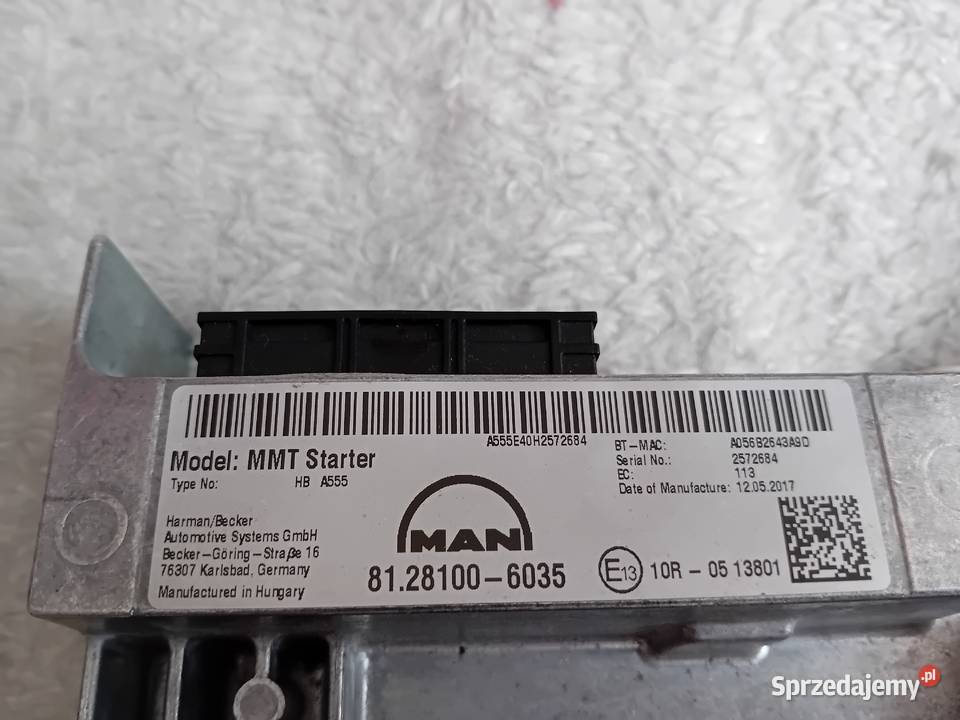 A555E40H2572684
Model: MMT Starter
Type No: HB A555
BT-MAC: A056B2643A9D
Serial No.: 2572684
EC: 113
Date of Manufacture: 12.05.2017
Harman/Becker
Automotive Systems GmbH
Becker-Göring-Straße 16
76307 Karlsbad, Germany
Manufactured in Hungary
MAN
81.28100-6035
E13 10R-05 13801
Sprzedajemy.pl